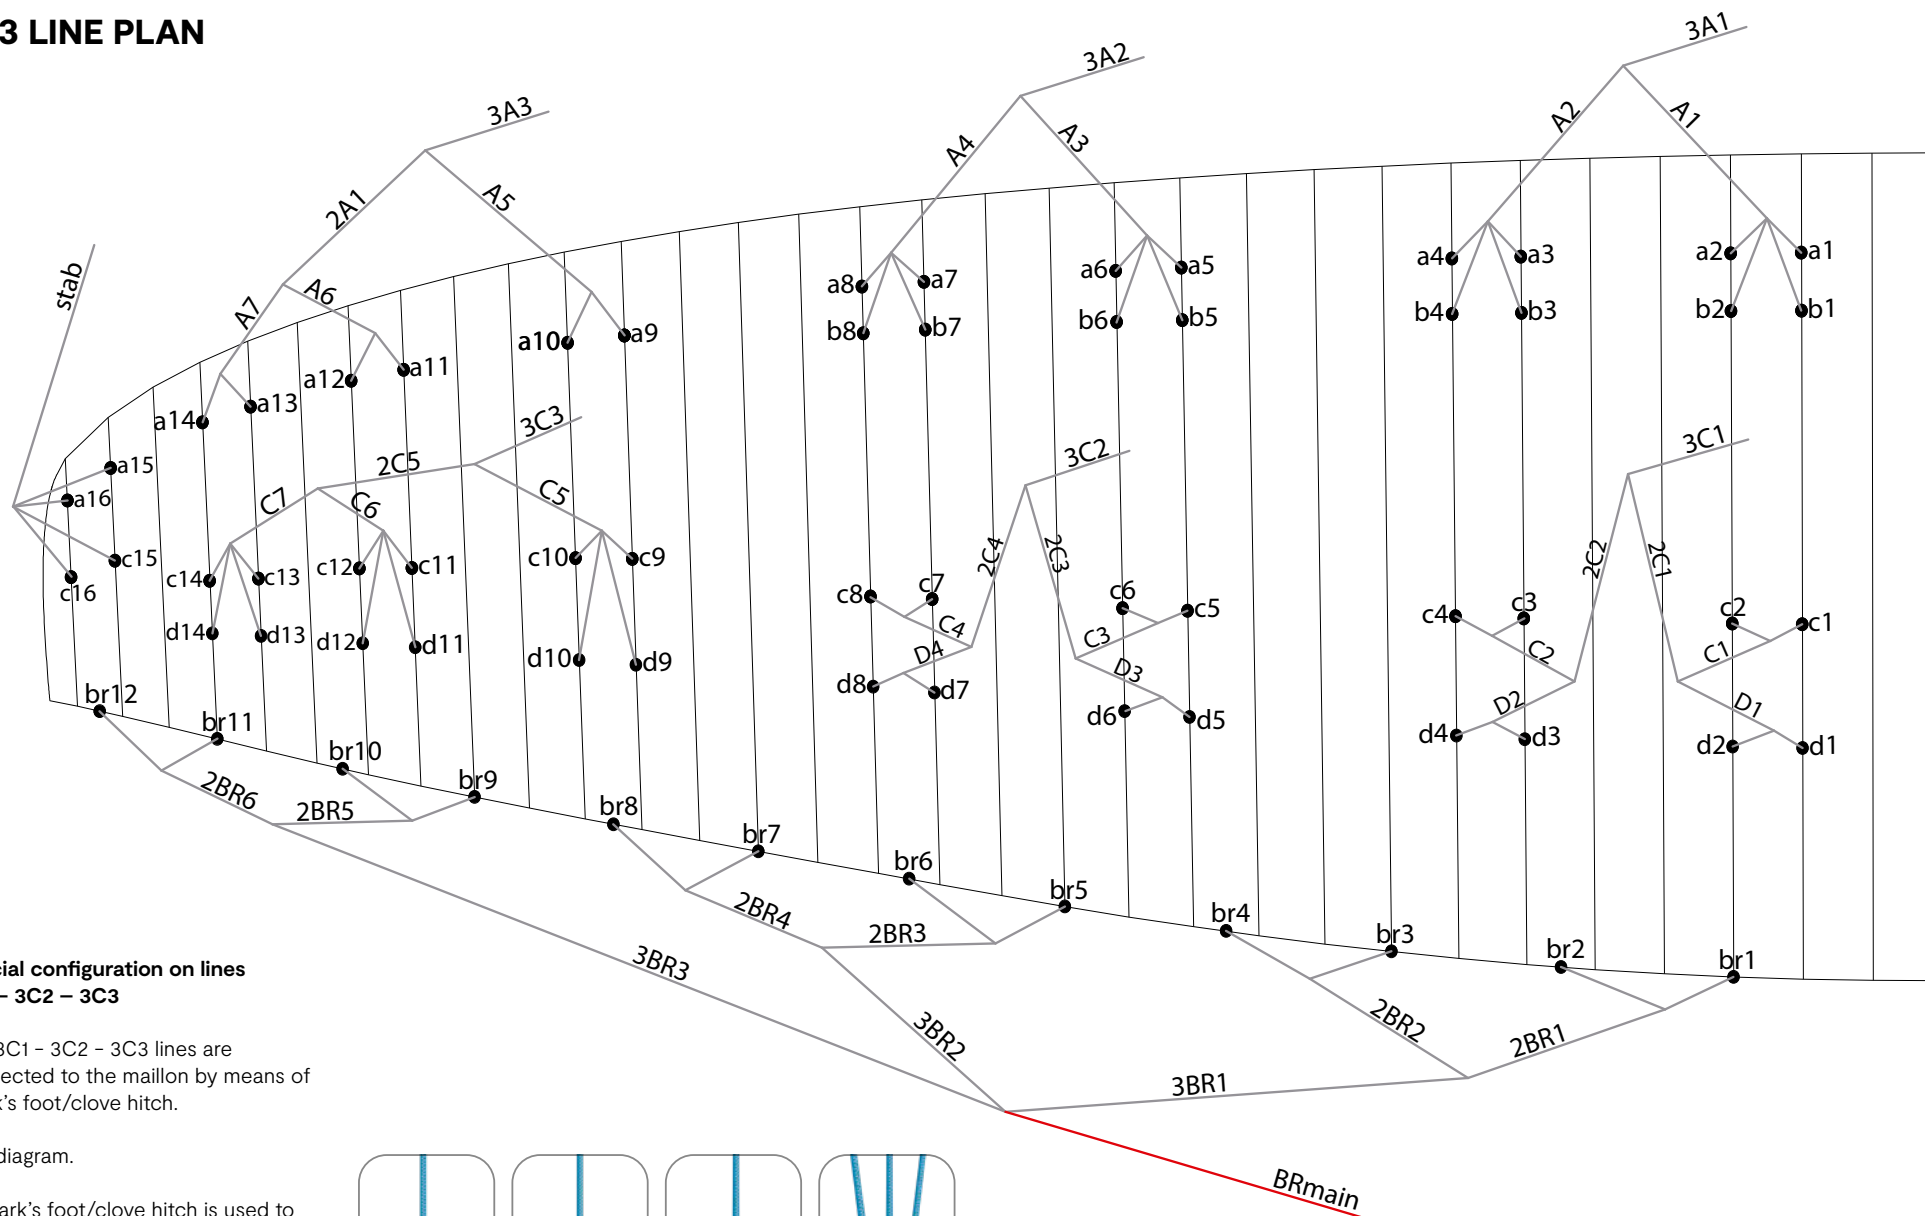 3 LINE PLAN
3A1
3A2
3A3
A2
A1
A4
A3
2A1
A5
stab
A7
A6
a16
a15
a14
a13
a12
a11
a10
a9
a8
a7
a6
a5
a4
a3
a2
a1
b8
b7
b6
b5
b4
b3
b2
b1
3C3
3C2
3C1
2C5
C7
C6
C5
2C4
2C3
2C2
2C1
c16
c15
c14
c13
c12
c11
c10
c9
c8
c7
c6
c5
c4
c3
c2
c1
C4
C3
C2
C1
D4
D3
D2
D1
d14
d13
d12
d11
d10
d9
d8
d7
d6
d5
d4
d3
d2
d1
br12
br11
br10
br9
br8
br7
br6
br5
br4
br3
br2
br1
2BR6
2BR5
2BR4
2BR3
2BR2
2BR1
3BR3
3BR2
3BR1
BRmain
cial configuration on lines
– 3C2 – 3C3
3C1 – 3C2 – 3C3 lines are
ected to the maillon by means of
k's foot/clove hitch.
diagram.
ark's foot/clove hitch is used to